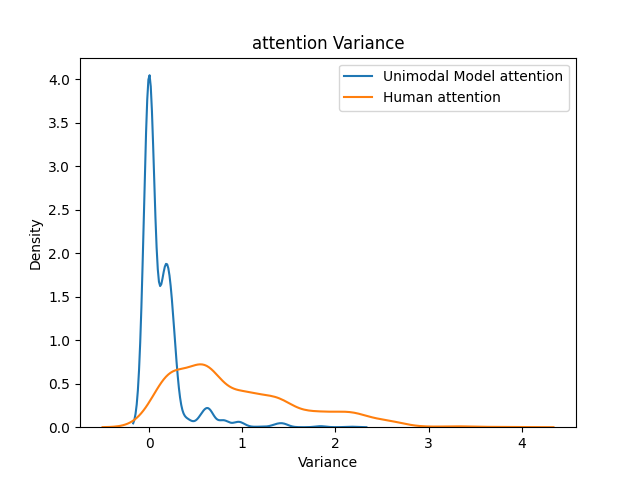 attention Variance
Unimodal Model attention
Human attention
Density
4.0
3.5
3.0
2.5
2.0
1.5
1.0
0.5
0.0
0
1
2
3
4
Variance